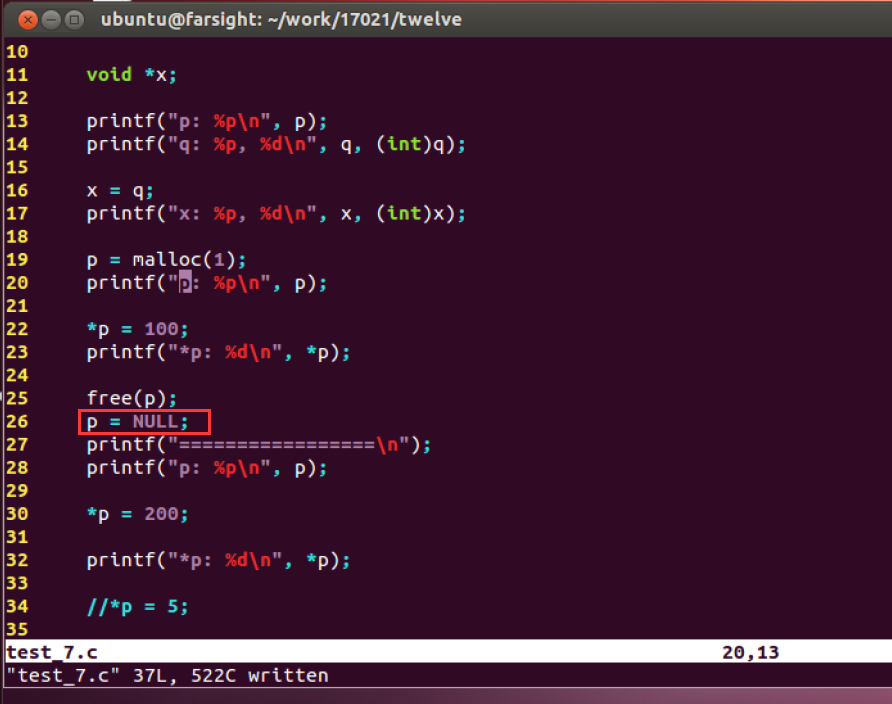 ubuntu@farsight: ~/work/17021/twelve
10
11     void *x;
12
13     printf("p: %p\n", p);
14     printf("q: %p, %d\n", q, (int)q);
15
16     x = q;
17     printf("x: %p, %d\n", x, (int)x);
18
19     p = malloc(1);
20     printf("p: %p\n", p);
21
22     *p = 100;
23     printf("*p: %d\n", *p);
24
25     free(p);
26     p = NULL;
27     printf("=================\n");
28     printf("p: %p\n", p);
29
30     *p = 200;
31
32     printf("*p: %d\n", *p);
33
34     //*p = 5;
35
test_7.c 20,13
"test_7.c" 37L, 522C written